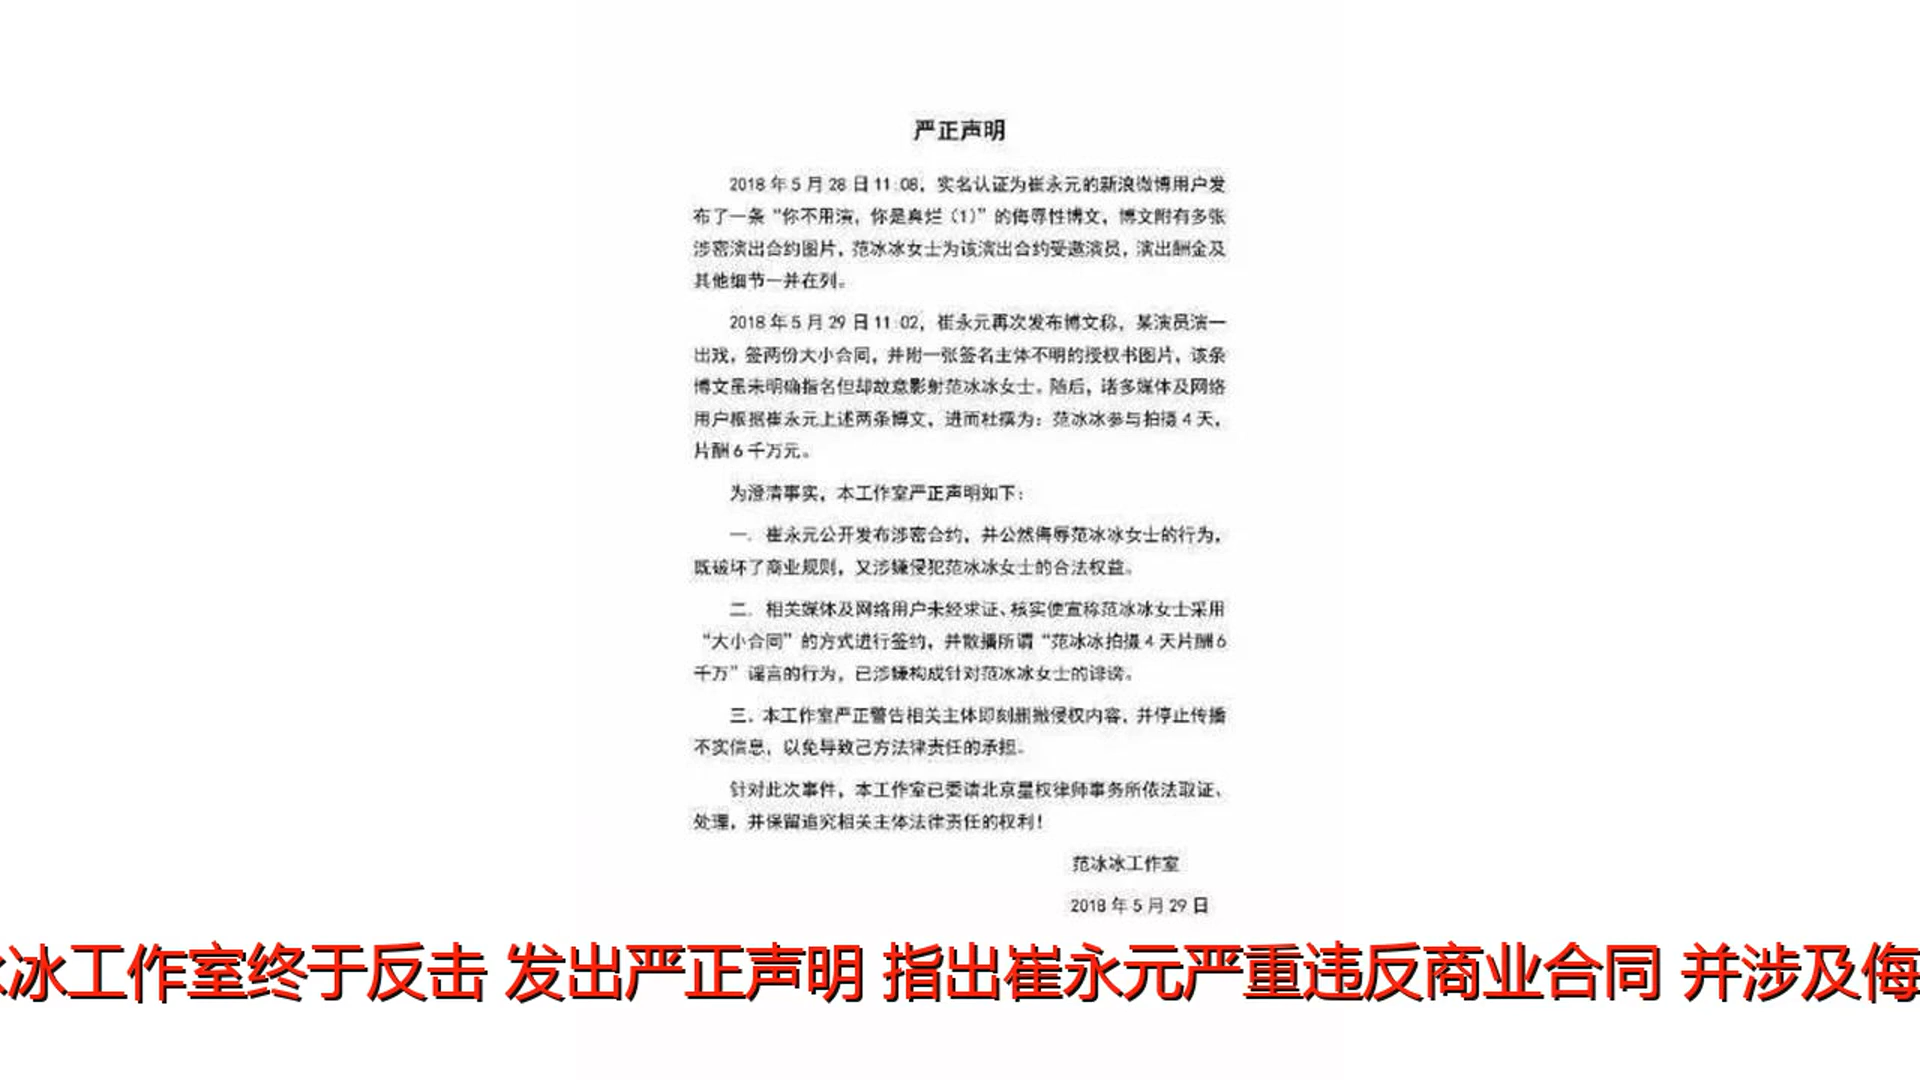 严正声明
2018年5月28日11:08，实名认证为崔永元的新浪微博用户发
布了一条“你不用演，你是真烂（1）”的侮辱性博文，博文附有多张
涉密演出合约图片，范冰冰女士为该演出合约受邀演员，演出酬金及
其他细节一并在列。
2018年5月29日11:02，崔永元再次发布博文称，某演员演一
出戏，签两份大小合同，并附一张签名主体不明的授权书图片，该条
博文虽未明确指名但却故意影射范冰冰女士。随后，诸多媒体及网络
用户根据崔永元上述两条博文，进而杜撰为：范冰冰参与拍摄4天，
片酬6千万元。
为澄清事实，本工作室严正声明如下：
一．崔永元公开发布涉密合约，并公然侮辱范冰冰女士的行为，
既破坏了商业规则，又涉嫌侵犯范冰冰女士的合法权益。
二．相关媒体及网络用户未经求证、核实便宣称范冰冰女士采用
“大小合同”的方式进行签约，并散播所谓“范冰冰拍摄4天片酬6
千万”谣言的行为，已涉嫌构成针对范冰冰女士的诽谤。
三．本工作室严正警告相关主体即刻删撤侵权内容，并停止传播
不实信息，以免导致己方法律责任的承担。
针对此次事件，本工作室已委请北京星权律师事务所依法取证、
处理，并保留追究相关主体法律责任的权利！
范冰冰工作室
2018年5月29日
冰工作室终于反击 发出严正声明 指出崔永元严重违反商业合同 并涉及侮